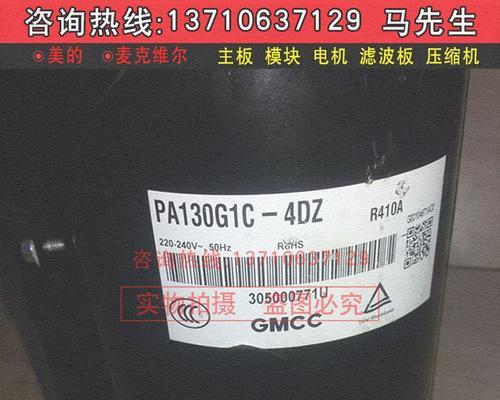 咨询热线:13710637129 马先生
◉美的 ◉麦克维尔 主板 模块 电机 滤波板 压缩机
PA130G1C-4DZ R410A
220-240V~ 50Hz RoHS
咨询热线 13710637129
305000771U
实物拍摄 盗图必究
CCC GMCC